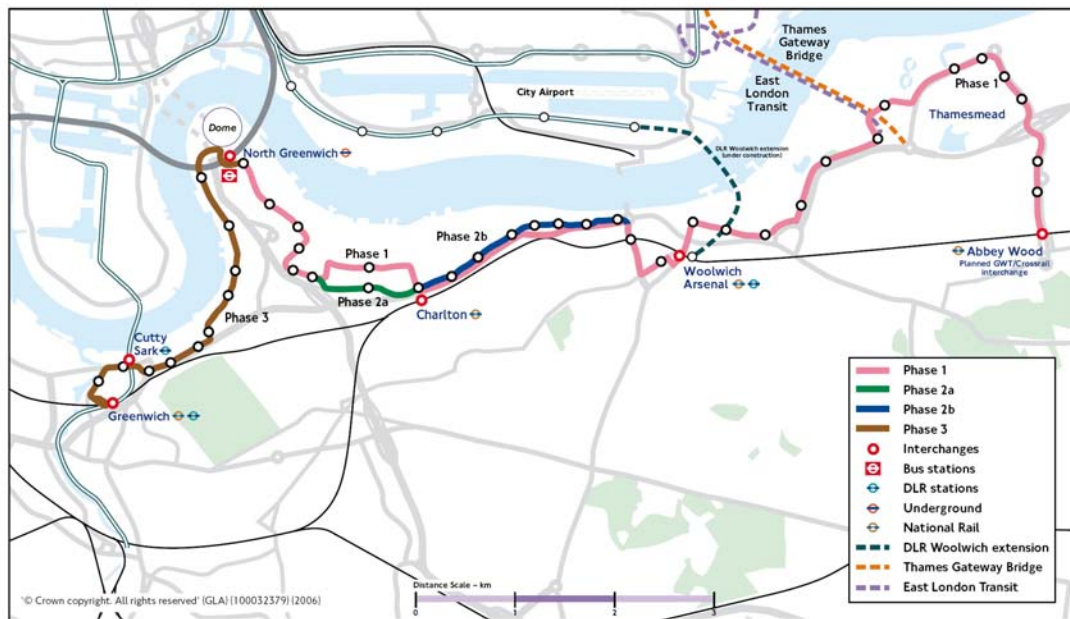 Thames
Gateway
Bridge
East
London
Transit
Phase 1
Thamesmead
City Airport
Dome
North Greenwich
DLR Woolwich extension
(under construction)
Phase 2b
Phase 1
Phase 2a
Charlton
Woolwich
Arsenal
Abbey Wood
Planned GWT/Crossrail
interchange
Phase 3
Cutty
Sark
Greenwich
Phase 1
Phase 2a
Phase 2b
Phase 3
Interchanges
Bus stations
DLR stations
Underground
National Rail
DLR Woolwich extension
Thames Gateway Bridge
East London Transit
Distance Scale – km
0 1 2 3
'© Crown copyright. All rights reserved' (GLA) (100032379) (2006)